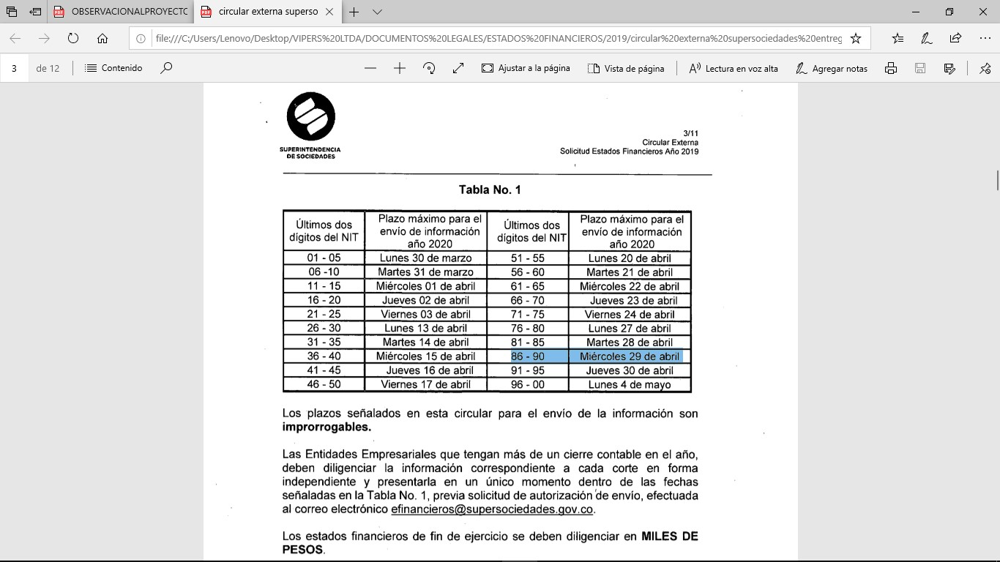 OBSERVACIONALPROYECTO
circular externa superso
file:///C:/Users/Lenovo/Desktop/VIPERS%20LTDA/DOCUMENTOS%20LEGALES/ESTADOS%20FINANCIEROS/2019/circular%20externa%20supersociedades%20entreg
3 de 12 Contenido Ajustar a la página Vista de página Lectura en voz alta Agregar notas
SUPERINTENDENCIA
DE SOCIEDADES
3/11
Circular Externa
Solicitud Estados Financieros Año 2019
Tabla No. 1
Últimos dos dígitos del NIT Plazo máximo para el envío de información año 2020 Últimos dos dígitos del NIT Plazo máximo para el envío de información año 2020
01 - 05 Lunes 30 de marzo 51 - 55 Lunes 20 de abril
06 -10 Martes 31 de marzo 56 - 60 Martes 21 de abril
11 - 15 Miércoles 01 de abril 61 - 65 Miércoles 22 de abril
16 - 20 Jueves 02 de abril 66 - 70 Jueves 23 de abril
21 - 25 Viernes 03 de abril 71 - 75 Viernes 24 de abril
26 - 30 Lunes 13 de abril 76 - 80 Lunes 27 de abril
31 - 35 Martes 14 de abril 81 - 85 Martes 28 de abril
36 - 40 Miércoles 15 de abril 86 - 90 Miércoles 29 de abril
41 - 45 Jueves 16 de abril 91 - 95 Jueves 30 de abril
46 - 50 Viernes 17 de abril 96 - 00 Lunes 4 de mayo
Los plazos señalados en esta circular para el envío de la información son
improrrogables.
Las Entidades Empresariales que tengan más de un cierre contable en el año,
deben diligenciar la información correspondiente a cada corte en forma
independiente y presentarla en un único momento dentro de las fechas
señaladas en la Tabla No. 1, previa solicitud de autorización de envío, efectuada
al correo electrónico efinancieros@supersociedades.gov.co.
Los estados financieros de fin de ejercicio se deben diligenciar en MILES DE
PESOS.